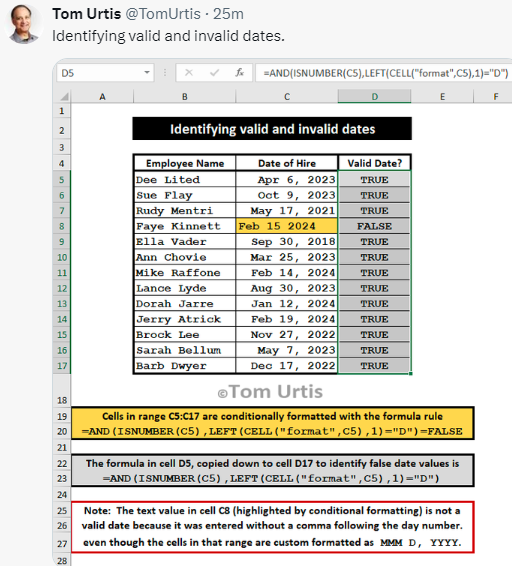 Tom Urtis @TomUrtis · 25m
Identifying valid and invalid dates.
D5 fx =AND(ISNUMBER(C5),LEFT(CELL("format",C5),1)="D")
A B C D E F
1
2 Identifying valid and invalid dates
3
4 Employee Name Date of Hire Valid Date?
5 Dee Lited Apr 6, 2023 TRUE
6 Sue Flay Oct 9, 2023 TRUE
7 Rudy Mentri May 17, 2021 TRUE
8 Faye Kinnett Feb 15 2024 FALSE
9 Ella Vader Sep 30, 2018 TRUE
10 Ann Chovie Mar 25, 2023 TRUE
11 Mike Raffone Feb 14, 2024 TRUE
12 Lance Lyde Aug 30, 2023 TRUE
13 Dorah Jarre Jan 12, 2024 TRUE
14 Jerry Atrick Feb 19, 2024 TRUE
15 Brock Lee Nov 27, 2022 TRUE
16 Sarah Bellum May 7, 2023 TRUE
17 Barb Dwyer Dec 17, 2022 TRUE
18 ©Tom Urtis
19 Cells in range C5:C17 are conditionally formatted with the formula rule
20 =AND(ISNUMBER(C5),LEFT(CELL("format",C5),1)="D")=FALSE
21
22 The formula in cell D5, copied down to cell D17 to identify false date values is
23 =AND(ISNUMBER(C5),LEFT(CELL("format",C5),1)="D")
24
25 Note: The text value in cell C8 (highlighted by conditional formatting) is not a
26 valid date because it was entered without a comma following the day number.
27 even though the cells in that range are custom formatted as MMM D, YYYY.
28